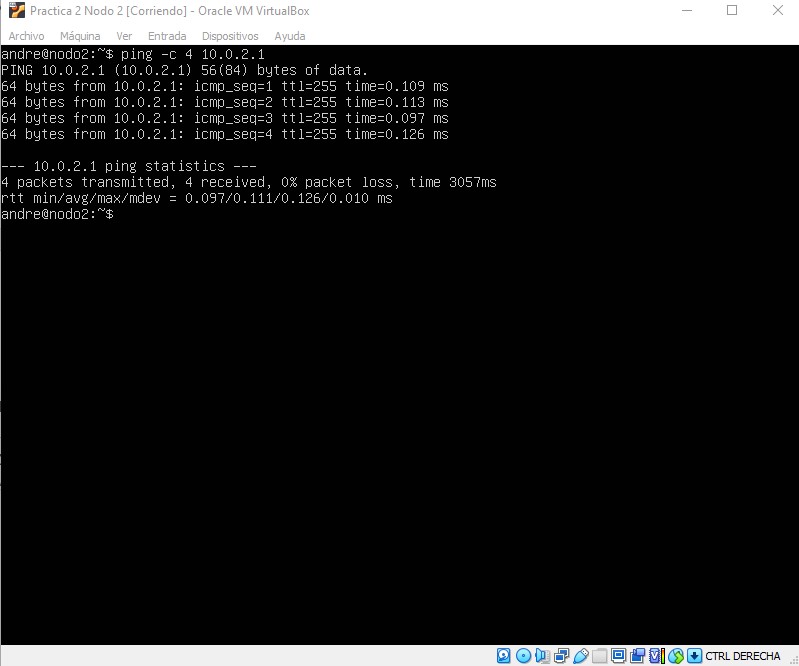 Practica 2 Nodo 2 [Corriendo] - Oracle VM VirtualBox
Archivo Máquina Ver Entrada Dispositivos Ayuda
andre@nodo2:~$ ping -c 4 10.0.2.1
PING 10.0.2.1 (10.0.2.1) 56(84) bytes of data.
64 bytes from 10.0.2.1: icmp_seq=1 ttl=255 time=0.109 ms
64 bytes from 10.0.2.1: icmp_seq=2 ttl=255 time=0.113 ms
64 bytes from 10.0.2.1: icmp_seq=3 ttl=255 time=0.097 ms
64 bytes from 10.0.2.1: icmp_seq=4 ttl=255 time=0.126 ms
--- 10.0.2.1 ping statistics ---
4 packets transmitted, 4 received, 0% packet loss, time 3057ms
rtt min/avg/max/mdev = 0.097/0.111/0.126/0.010 ms
andre@nodo2:~$
CTRL DERECHA